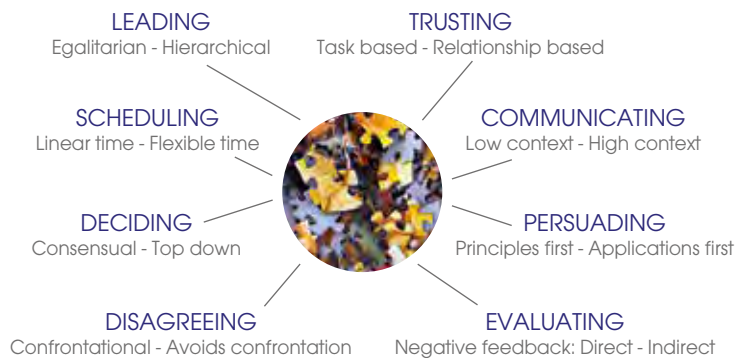 LEADING
Egalitarian - Hierarchical
TRUSTING
Task based - Relationship based
SCHEDULING
Linear time - Flexible time
COMMUNICATING
Low context - High context
DECIDING
Consensual - Top down
PERSUADING
Principles first - Applications first
DISAGREEING
Confrontational - Avoids confrontation
EVALUATING
Negative feedback: Direct - Indirect